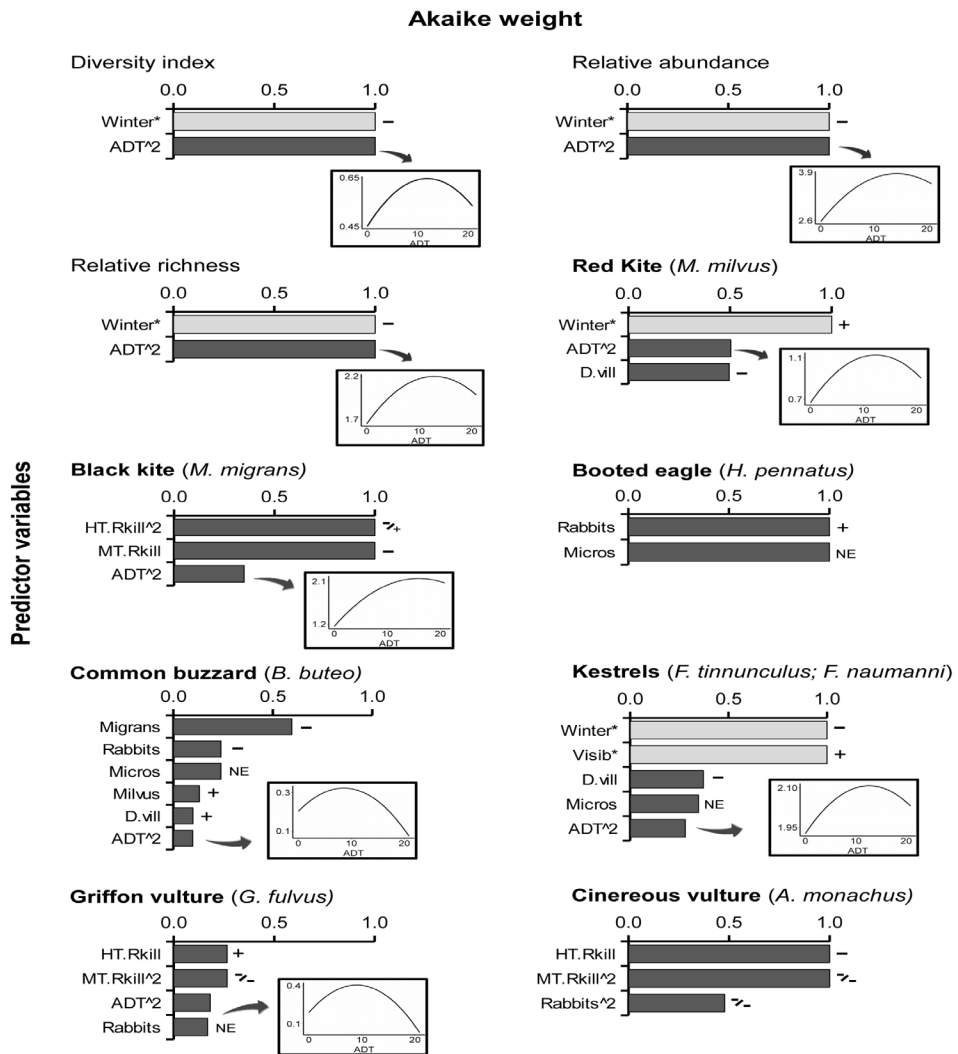 Akaike weight
Predictor variables
Diversity index
0.0 0.5 1.0
Winter* −
ADT^2
0.65
0.45
0 10 20
ADT
Relative abundance
0.0 0.5 1.0
Winter* −
ADT^2
3.9
2.6
0 10 20
ADT
Relative richness
0.0 0.5 1.0
Winter* −
ADT^2
2.2
1.7
0 10 20
ADT
Red Kite (M. milvus)
0.0 0.5 1.0
Winter* +
ADT^2
D.vill −
1.1
0.7
0 10 20
ADT
Black kite (M. migrans)
0.0 0.5 1.0
HT.Rkill^2 −/+
MT.Rkill −
ADT^2
2.1
1.2
0 10 20
ADT
Booted eagle (H. pennatus)
0.0 0.5 1.0
Rabbits +
Micros NE
Common buzzard (B. buteo)
0.0 0.5 1.0
Migrans −
Rabbits −
Micros NE
Milvus +
D.vill +
ADT^2
0.3
0.1
0 10 20
ADT
Kestrels (F. tinnunculus; F. naumanni)
0.0 0.5 1.0
Winter* −
Visib* +
D.vill −
Micros NE
ADT^2
2.10
1.95
0 10 20
ADT
Griffon vulture (G. fulvus)
0.0 0.5 1.0
HT.Rkill +
MT.Rkill^2 −/−
ADT^2
Rabbits NE
0.4
0.1
0 10 20
ADT
Cinereous vulture (A. monachus)
0.0 0.5 1.0
HT.Rkill −
MT.Rkill^2 −/−
Rabbits^2 −/−